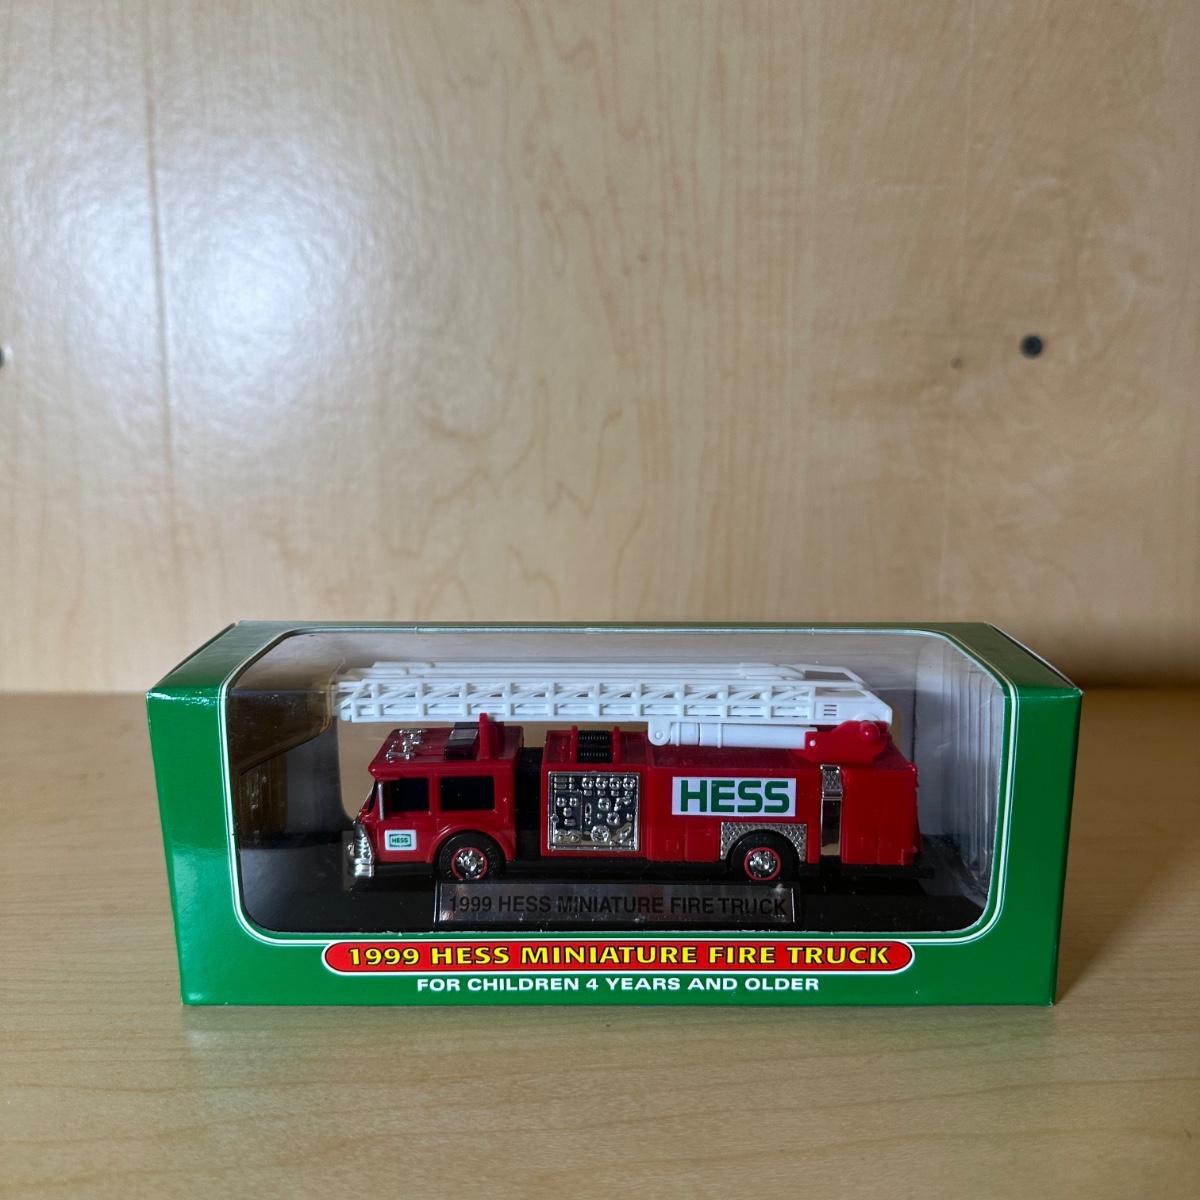 HESS
HESS
1999 HESS MINIATURE FIRE TRUCK
1999 HESS MINIATURE FIRE TRUCK
FOR CHILDREN 4 YEARS AND OLDER